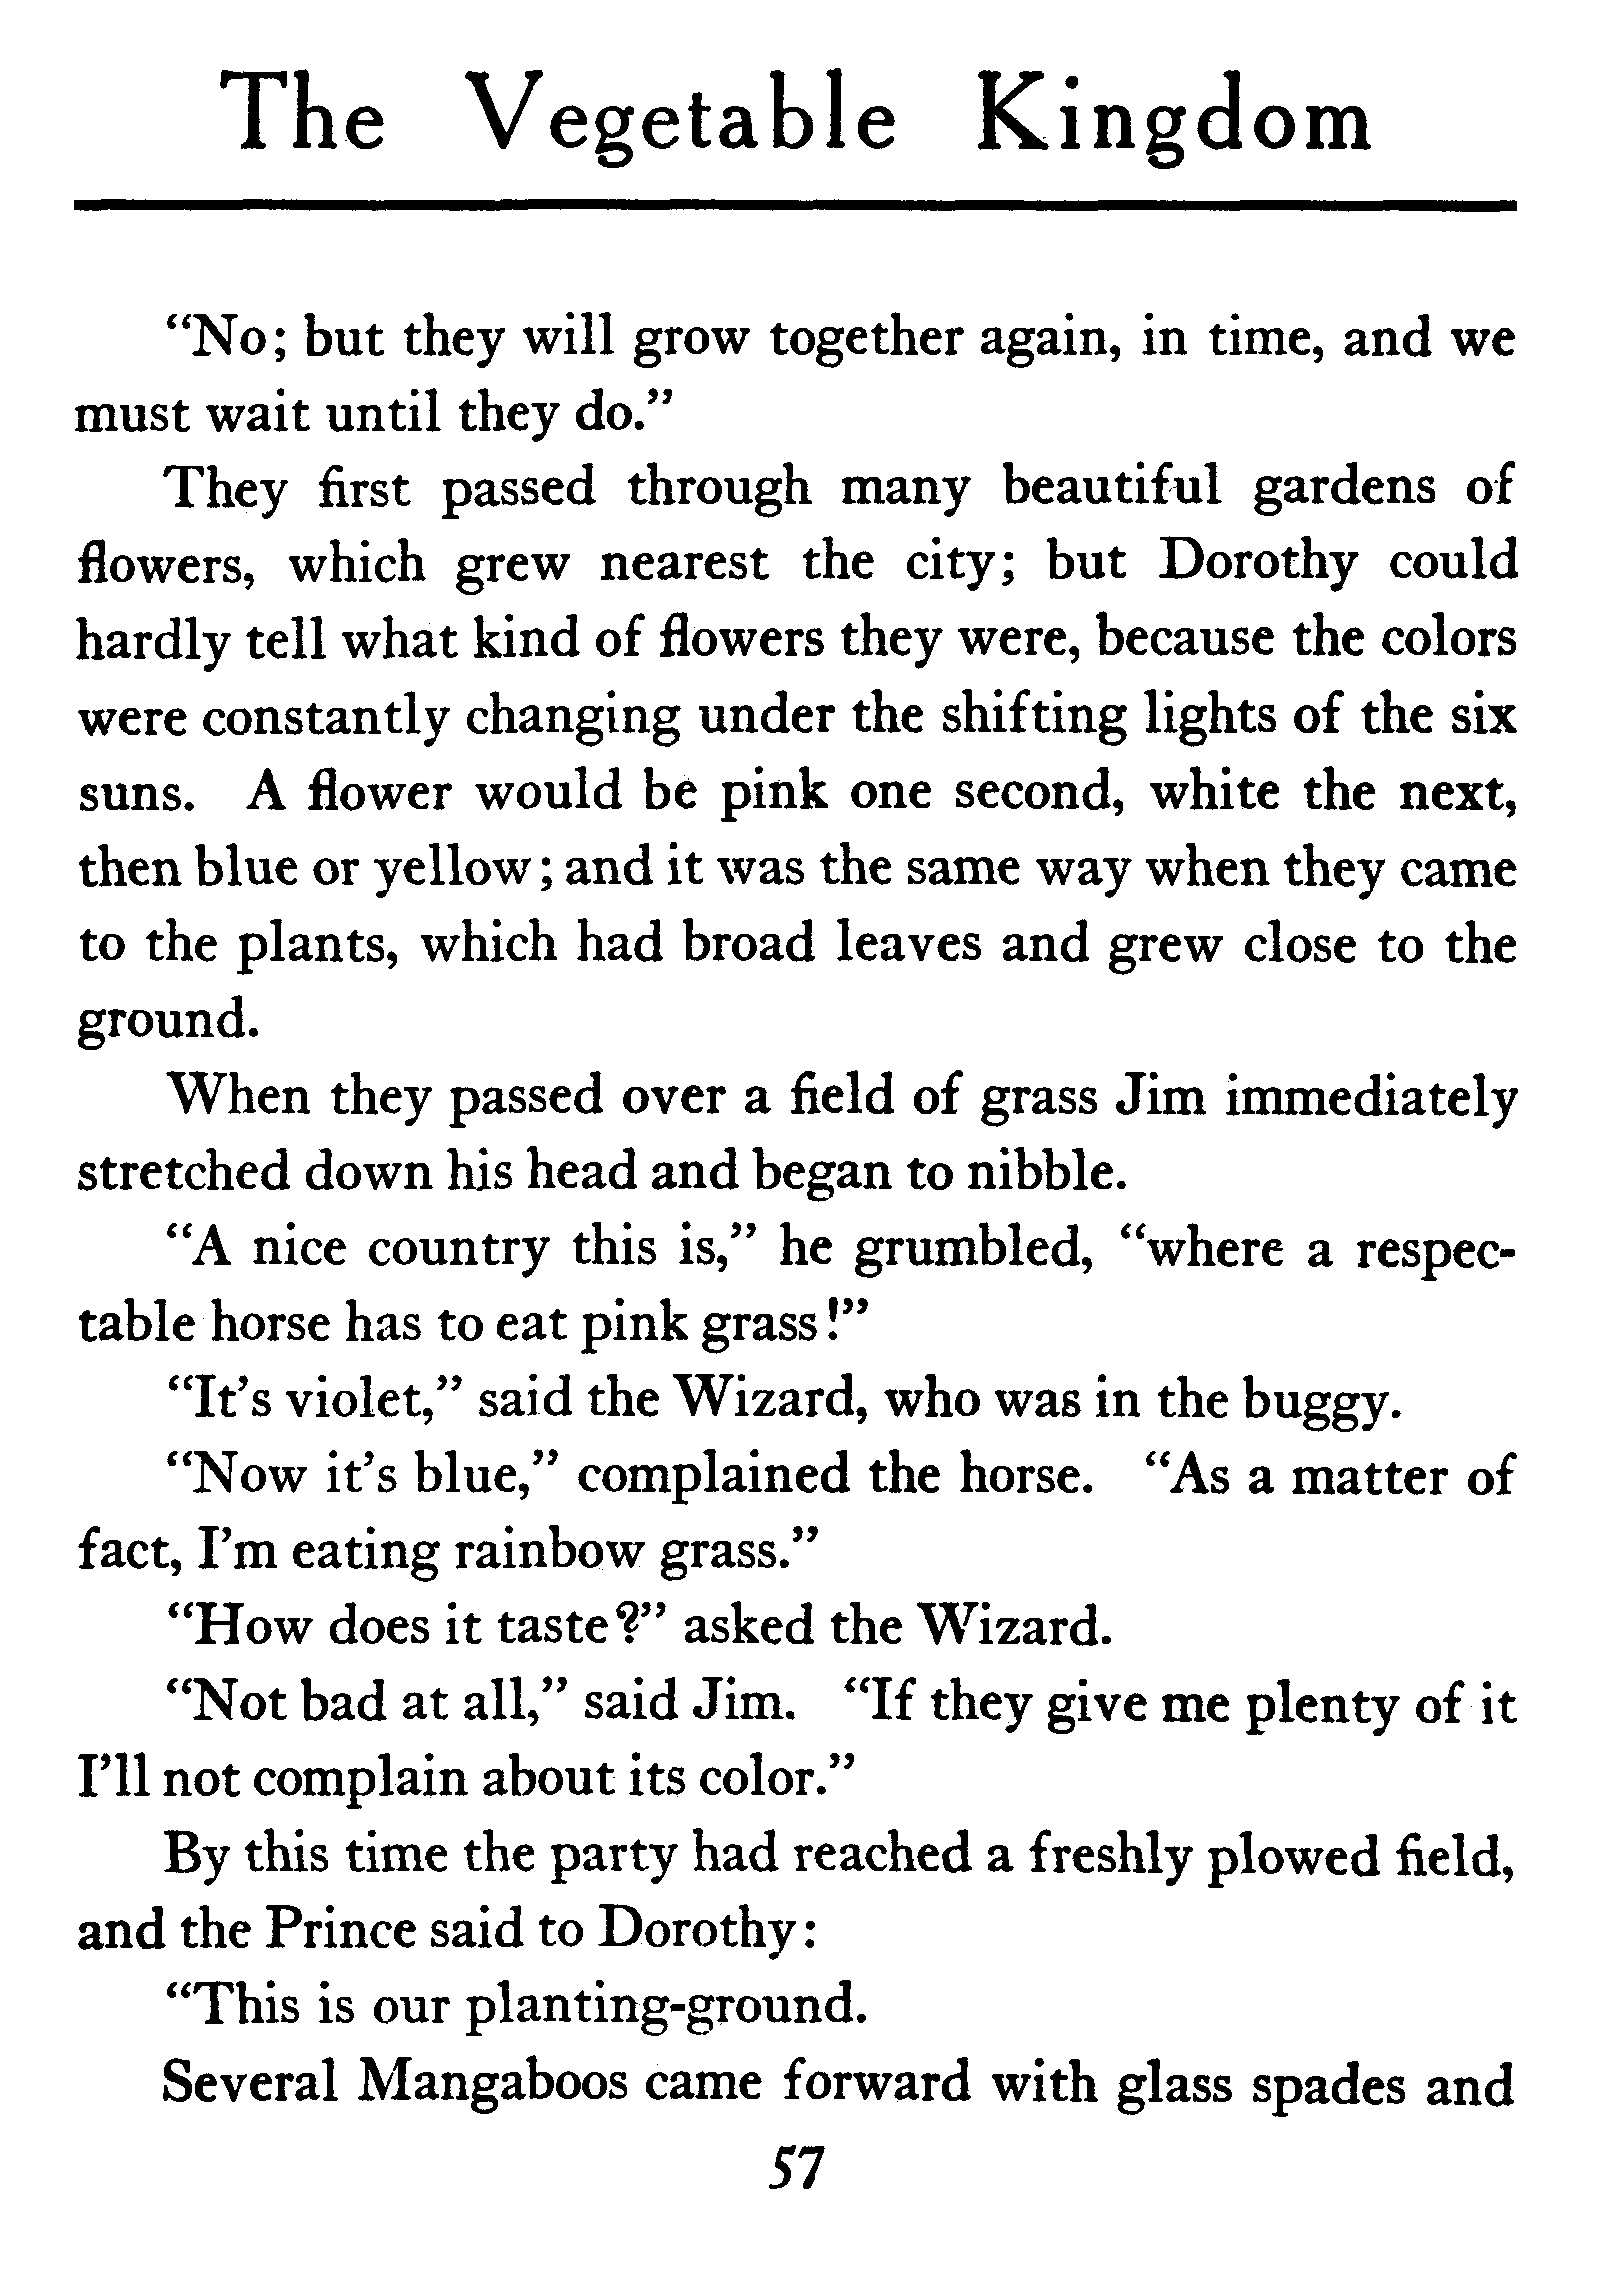 The Vegetable Kingdom
“No; but they will grow together again, in time, and we
must wait until they do.”
They first passed through many beautiful gardens of
flowers, which grew nearest the city; but Dorothy could
hardly tell what kind of flowers they were, because the colors
were constantly changing under the shifting lights of the six
suns. A flower would be pink one second, white the next,
then blue or yellow; and it was the same way when they came
to the plants, which had broad leaves and grew close to the
ground.
When they passed over a field of grass Jim immediately
stretched down his head and began to nibble.
“A nice country this is,” he grumbled, “where a respec-
table horse has to eat pink grass!”
“It’s violet,” said the Wizard, who was in the buggy.
“Now it’s blue,” complained the horse. “As a matter of
fact, I’m eating rainbow grass.”
“How does it taste?” asked the Wizard.
“Not bad at all,” said Jim. “If they give me plenty of it
I’ll not complain about its color.”
By this time the party had reached a freshly plowed field,
and the Prince said to Dorothy:
“This is our planting-ground.
Several Mangaboos came forward with glass spades and
57